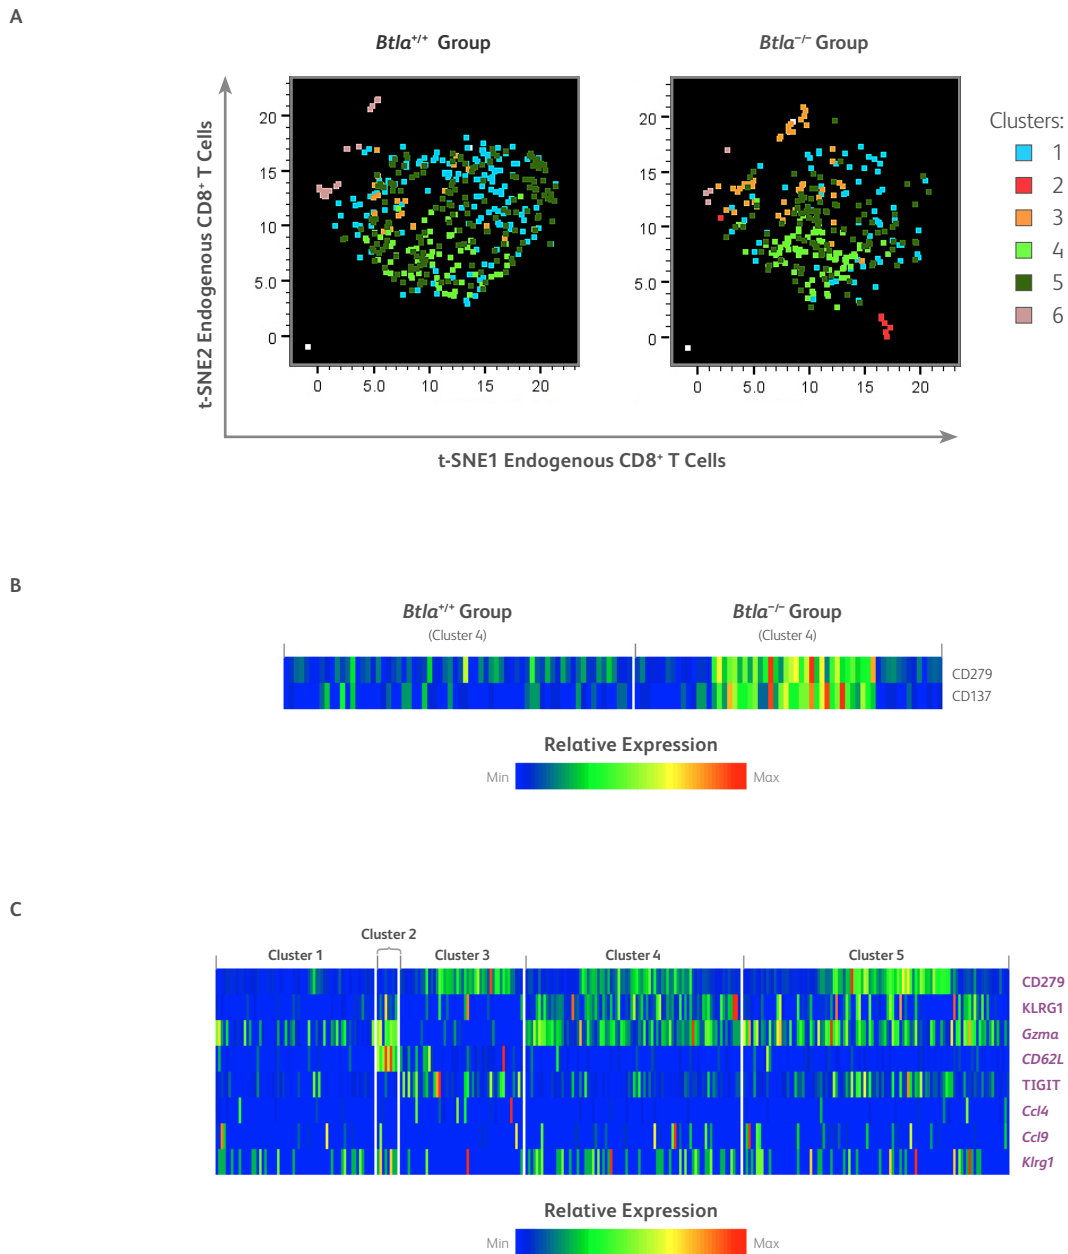 A
Btla+/+ Group
Btla−/− Group
t-SNE2 Endogenous CD8+ T Cells
20
15
10
5.0
0
0 5.0 10 15 20
20
15
10
5.0
0
0 5.0 10 15 20
t-SNE1 Endogenous CD8+ T Cells
Clusters:
1
2
3
4
5
6
B
Btla+/+ Group
(Cluster 4)
Btla−/− Group
(Cluster 4)
CD279
CD137
Relative Expression
Min Max
C
Cluster 1
Cluster 2
Cluster 3
Cluster 4
Cluster 5
CD279
KLRG1
Gzma
CD62L
TIGIT
Ccl4
Ccl9
Klrg1
Relative Expression
Min Max